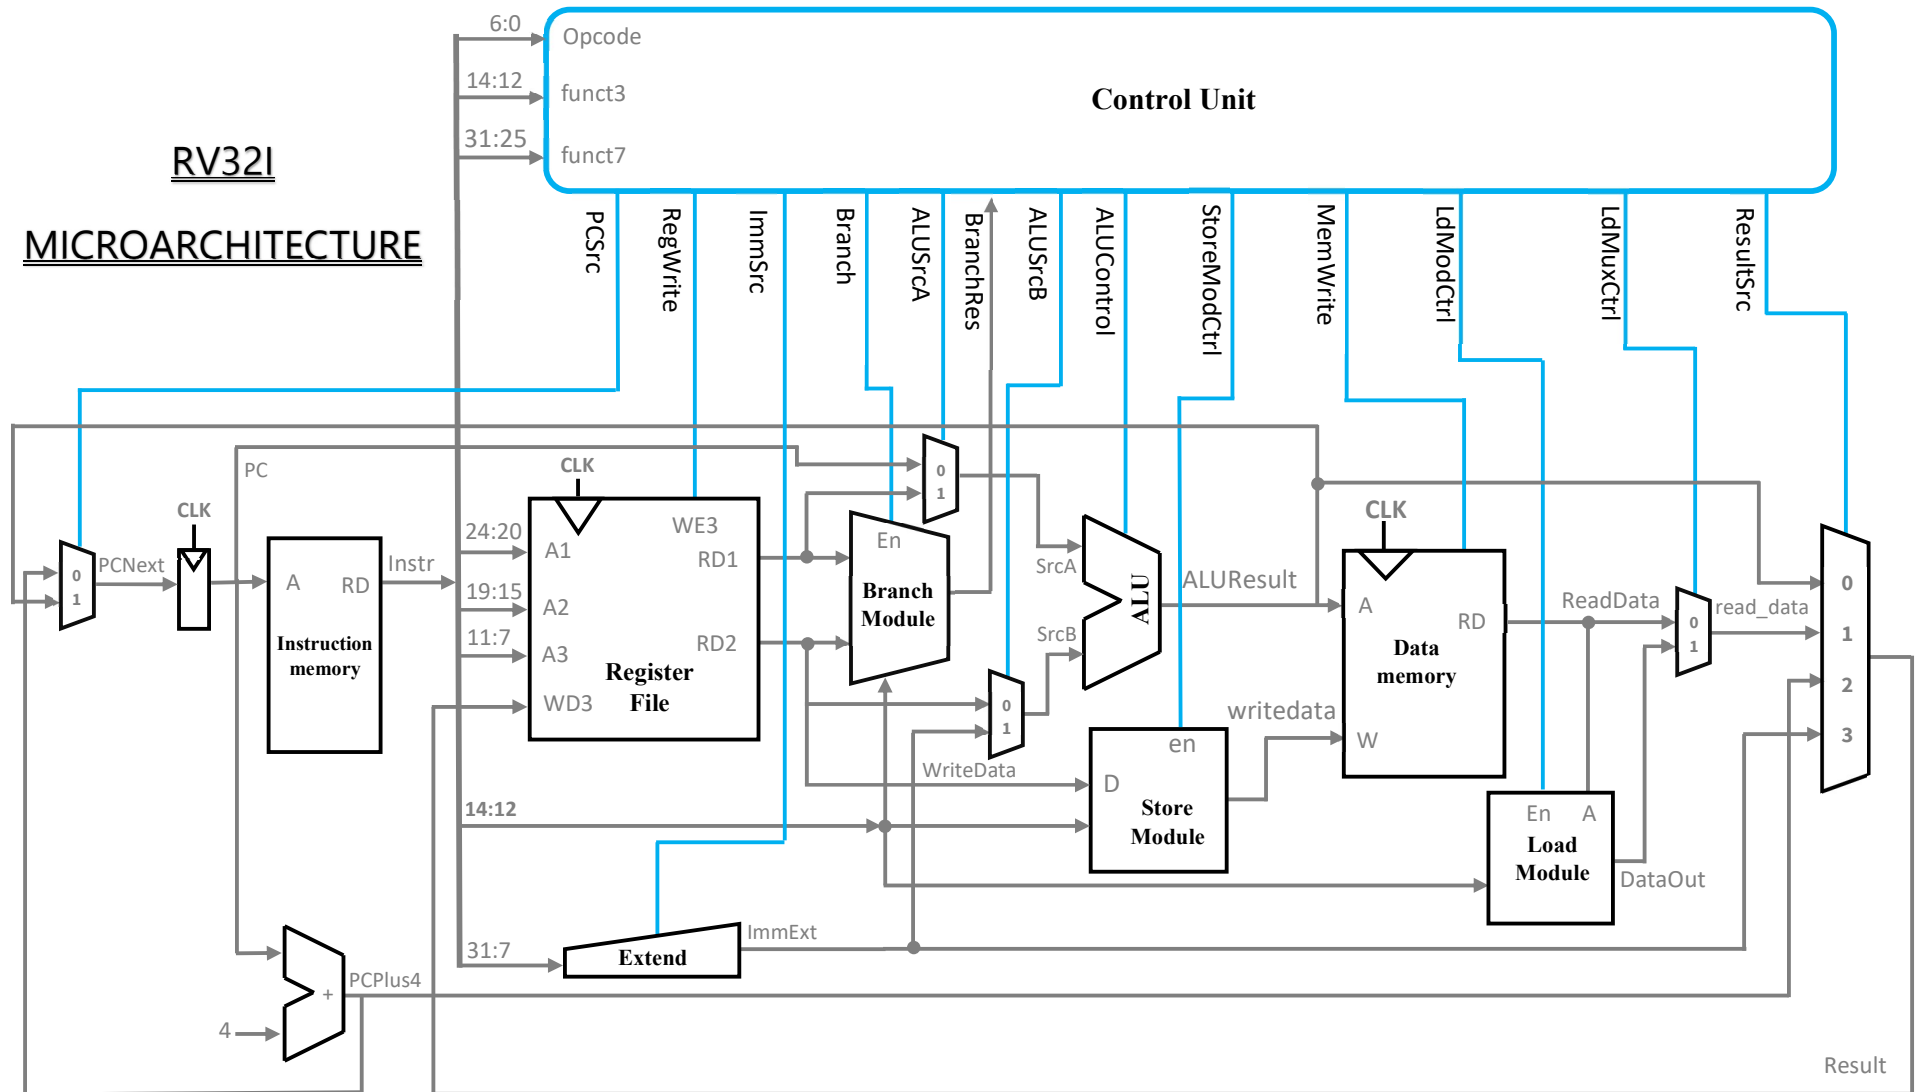 6:0
Opcode
14:12
funct3
31:25
funct7
Control Unit
RV32I
MICROARCHITECTURE
PCSrc
RegWrite
ImmSrc
Branch
ALUSrcA
BranchRes
ALUSrcB
ALUControl
StoreModCtrl
MemWrite
LdModCtrl
LdMuxCtrl
ResultSrc
PC
CLK
0
1
PCNext
CLK
A
RD
Instr
Instruction
memory
CLK
24:20
19:15
11:7
A1
A2
A3
WD3
WE3
RD1
RD2
Register
File
En
Branch
Module
0
1
SrcA
SrcB
ALU
ALUResult
0
1
WriteData
en
D
Store
Module
writedata
CLK
A
RD
W
Data
memory
ReadData
0
1
read_data
En
A
Load
Module
DataOut
0
1
2
3
14:12
31:7
Extend
ImmExt
PCPlus4
+
4
Result